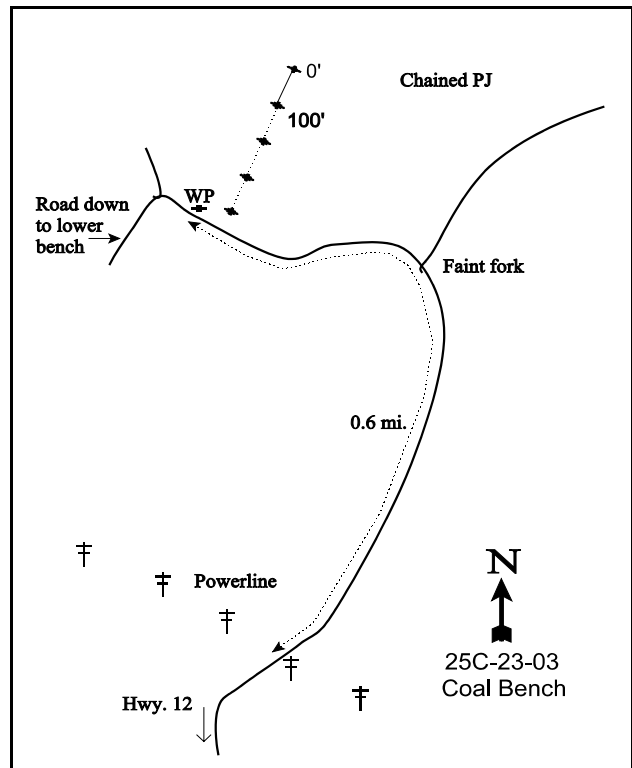 0'
Chained PJ
100'
WP
Road down
to lower
bench
Faint fork
0.6 mi.
Powerline
N
25C-23-03
Coal Bench
Hwy. 12